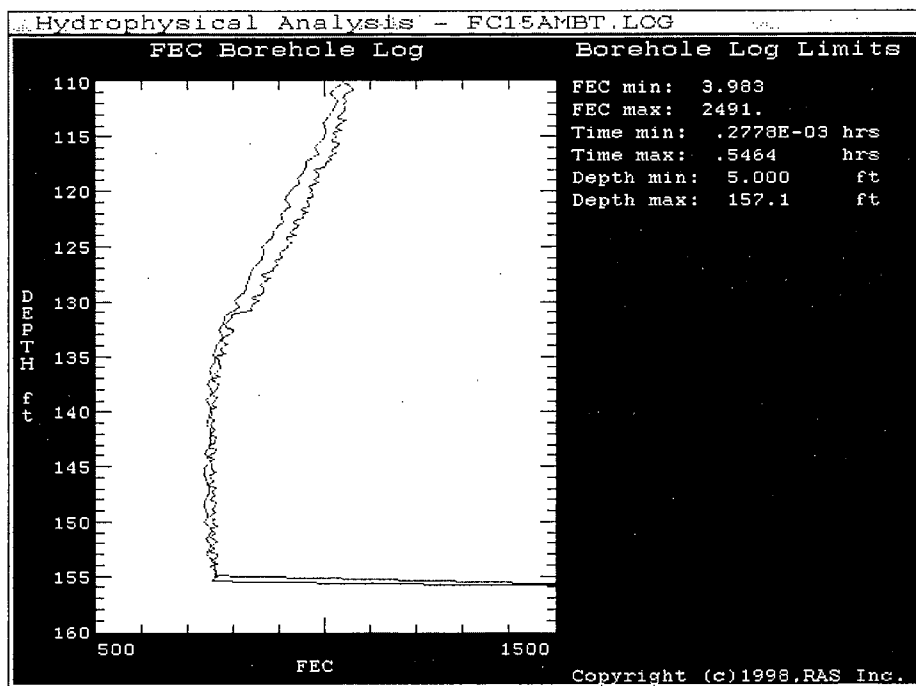 Hydrophysical Analysis - FC15AMBT.LOG
FEC Borehole Log
110
115
120
125
130
135
140
145
150
155
160
DEPTH ft
500 1500
FEC
Borehole Log Limits
FEC min: 3.983
FEC max: 2491.
Time min: .2778E-03 hrs
Time max: .5464 hrs
Depth min: 5.000 ft
Depth max: 157.1 ft
Copyright (c)1998,RAS Inc.